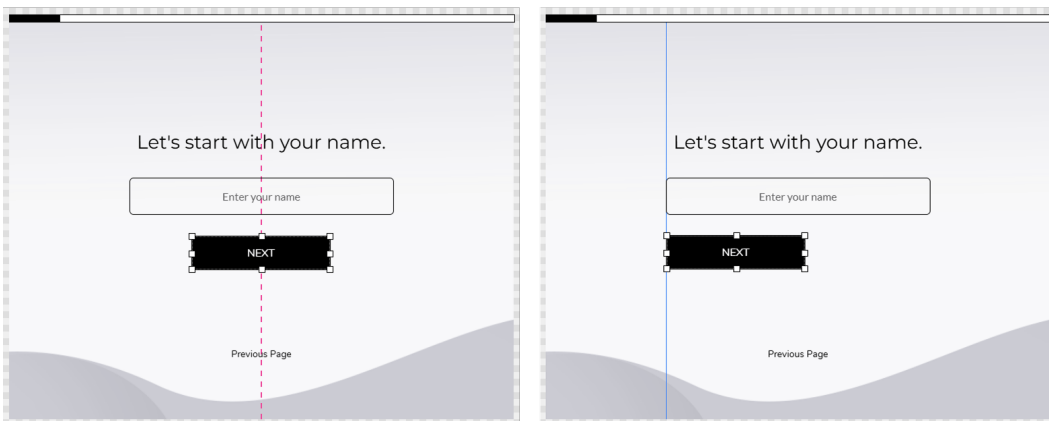 Let's start with your name.
Enter your name
NEXT
Previous Page
Let's start with your name.
Enter your name
NEXT
Previous Page